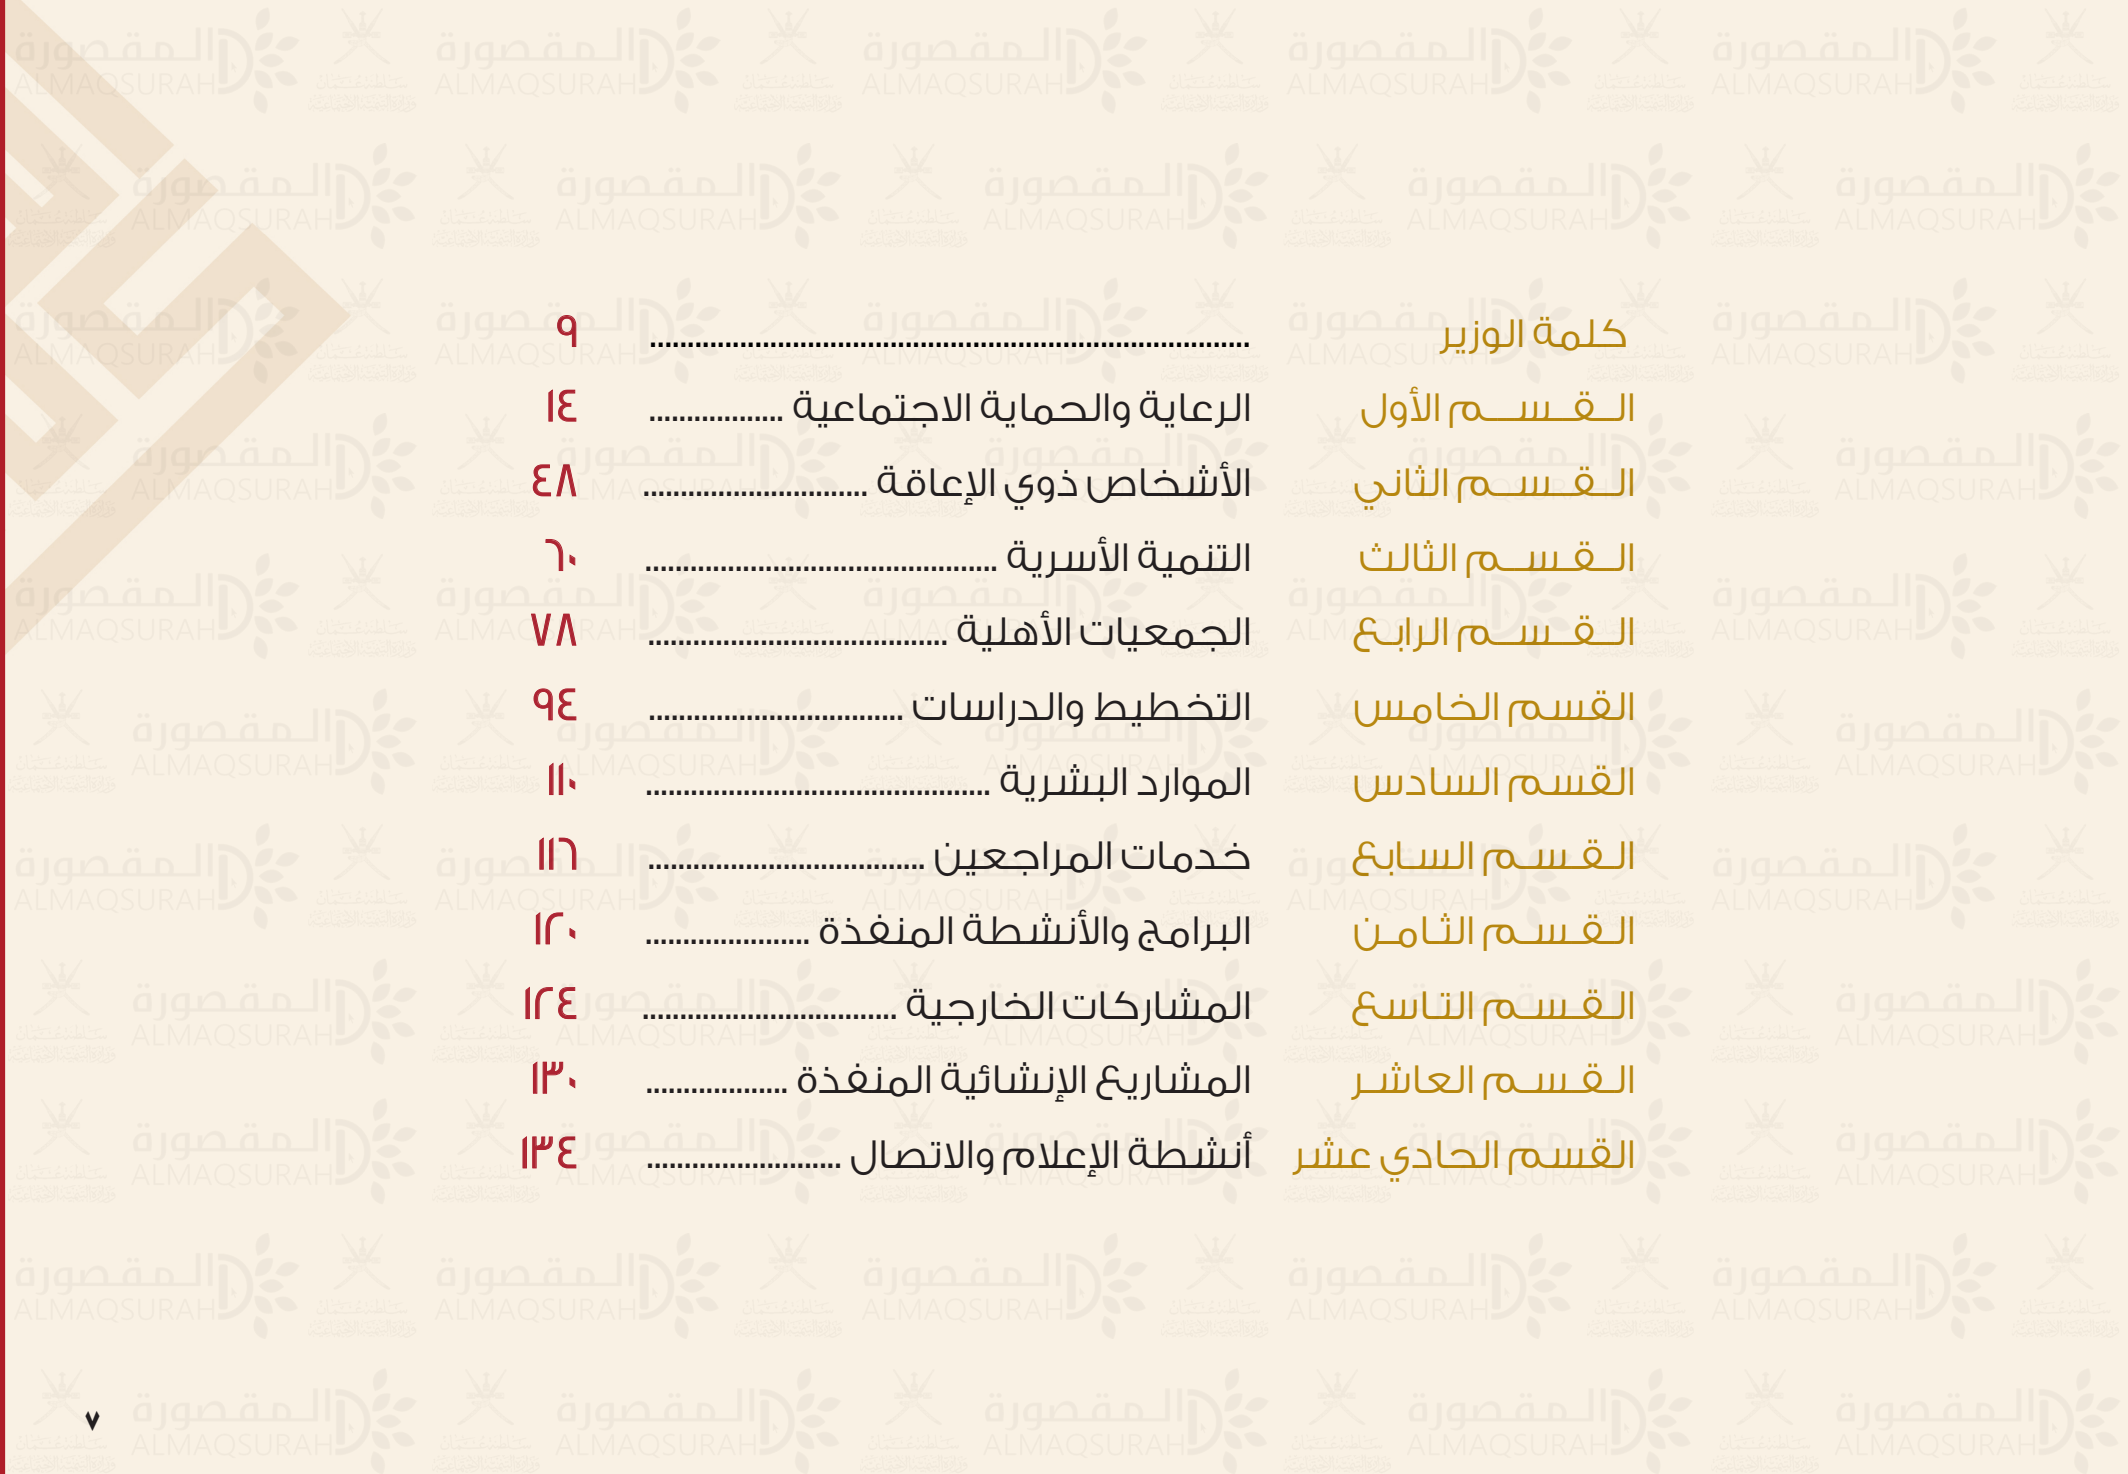 كلمة الوزير ................................................................................ ٩
القسم الأول الرعاية والحماية الاجتماعية .................. ١٤
القسم الثاني الأشخاص ذوي الإعاقة .............................. ٤٨
القسم الثالث التنمية الأسرية ............................................... ٦٠
القسم الرابع الجمعيات الأهلية ........................................ ٧٨
القسم الخامس التخطيط والدراسات .................................. ٩٤
القسم السادس الموارد البشرية .............................................. ١١٠
القسم السابع خدمات المراجعين ..................................... ١١٦
القسم الثامن البرامج والأنشطة المنفذة ...................... ١٢٠
القسم التاسع المشاركات الخارجية .................................. ١٢٤
القسم العاشر المشاريع الإنشائية المنفذة ................... ١٣٠
القسم الحادي عشر أنشطة الإعلام والاتصال .......................... ١٣٤
٧